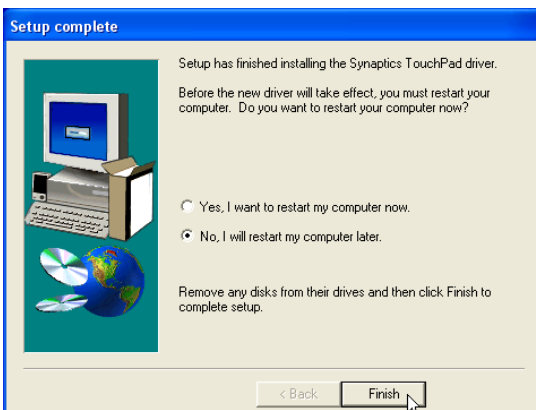 Setup complete
Setup has finished installing the Synaptics TouchPad driver.
Before the new driver will take effect, you must restart your
computer. Do you want to restart your computer now?
Yes, I want to restart my computer now.
No, I will restart my computer later.
Remove any disks from their drives and then click Finish to
complete setup.
< Back
Finish